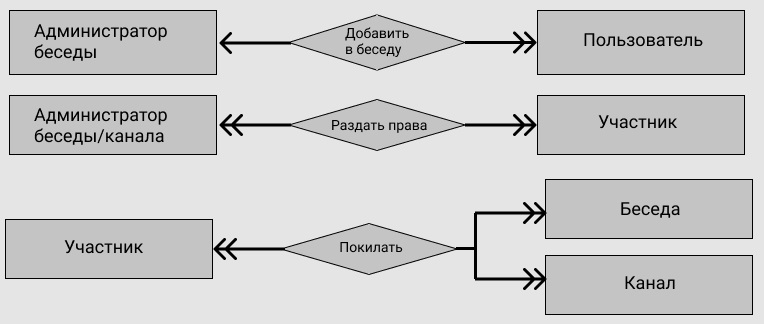 Администратор
беседы
Добавить
в беседу
Пользователь
Администратор
беседы/канала
Раздать права
Участник
Участник
Покилать
Беседа
Канал